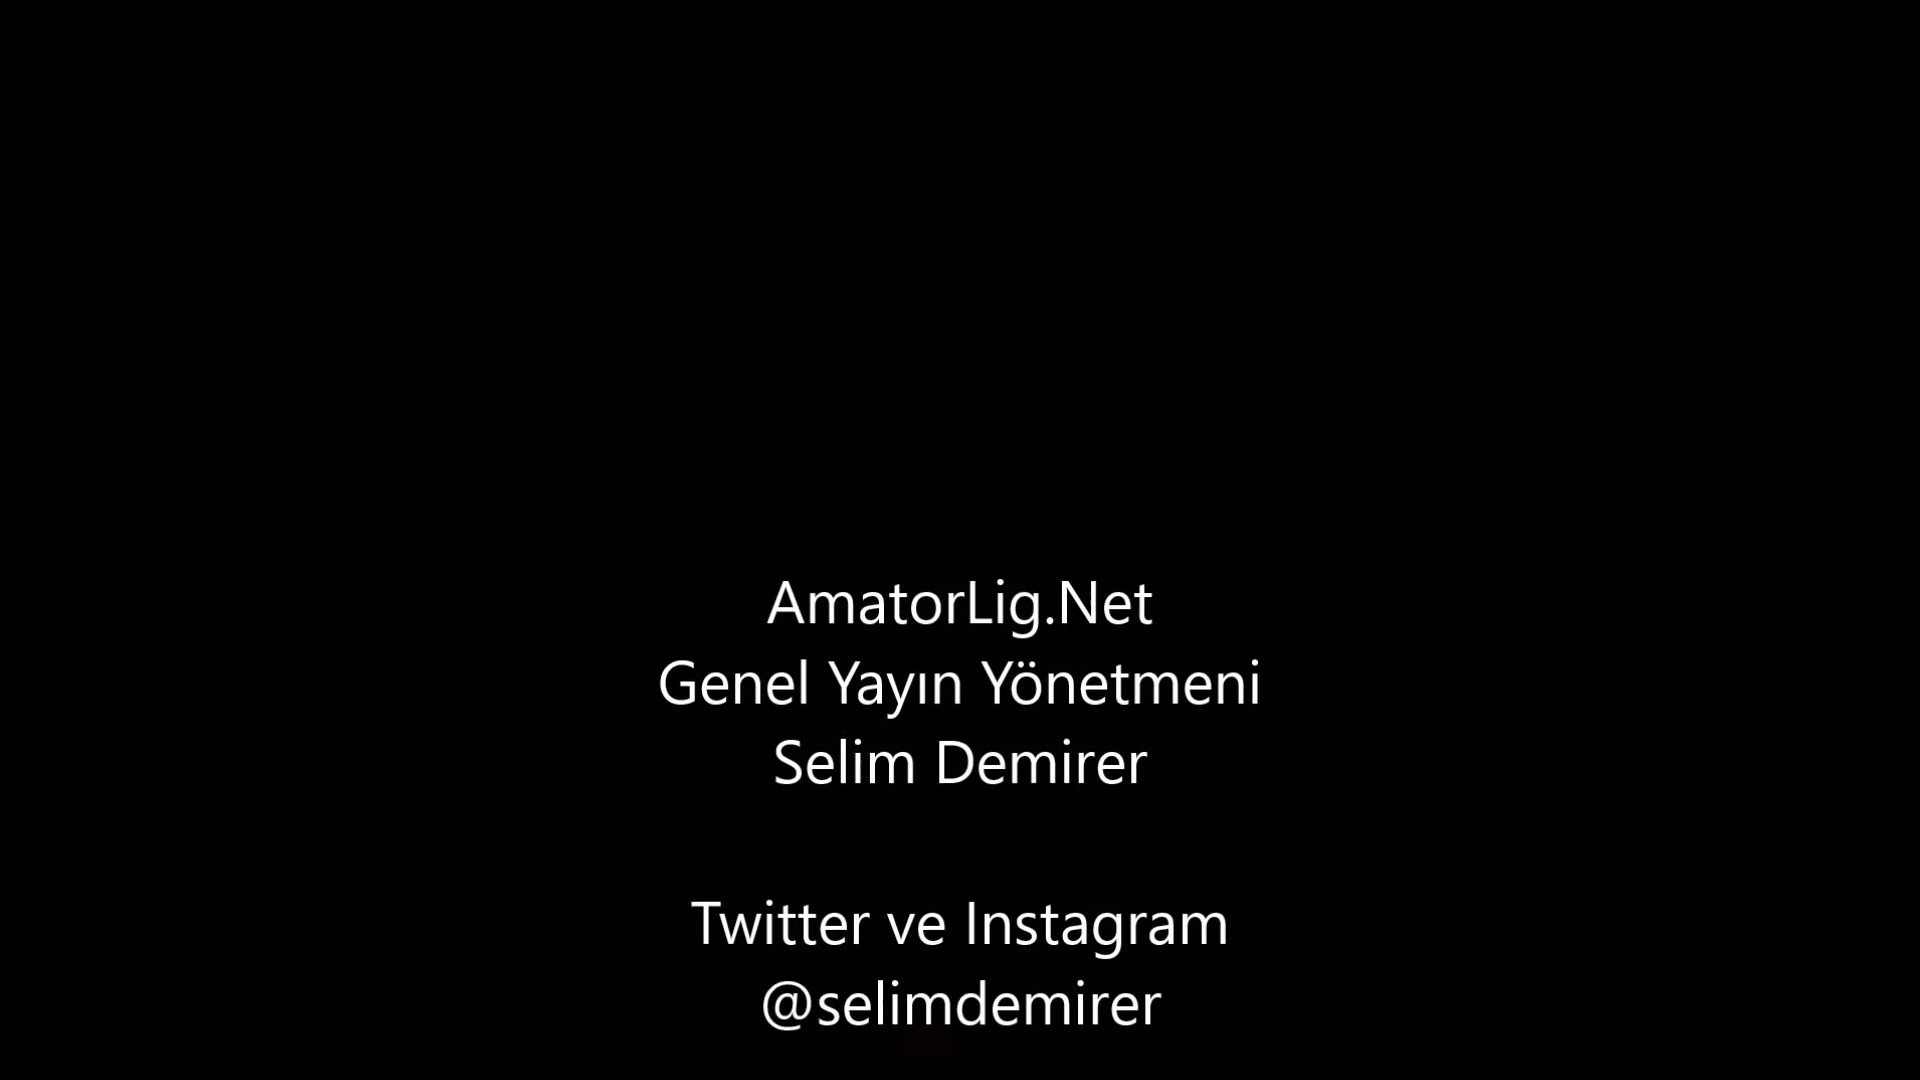 AmatorLig.Net
Genel Yayın Yönetmeni
Selim Demirer
Twitter ve Instagram
@selimdemirer